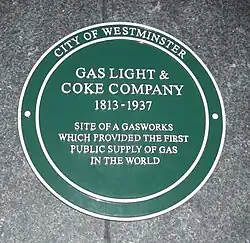 CITY OF WESTMINSTER
GAS LIGHT &
COKE COMPANY
1813-1937
SITE OF A GASWORKS
WHICH PROVIDED THE FIRST
PUBLIC SUPPLY OF GAS
IN THE WORLD